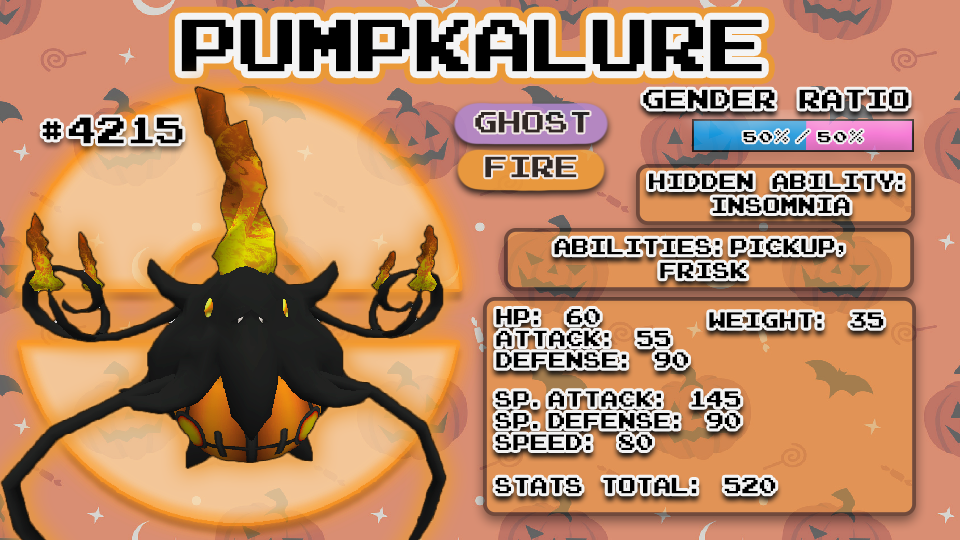 PUMPKALURE
#4215
GHOST
FIRE
GENDER RATIO
50%/50%
HIDDEN ABILITY:
INSOMNIA
ABILITIES: PICKUP,
FRISK
HP: 60
ATTACK: 55
DEFENSE: 90
WEIGHT: 35
SP. ATTACK: 145
SP. DEFENSE: 90
SPEED: 80
STATS TOTAL: 520